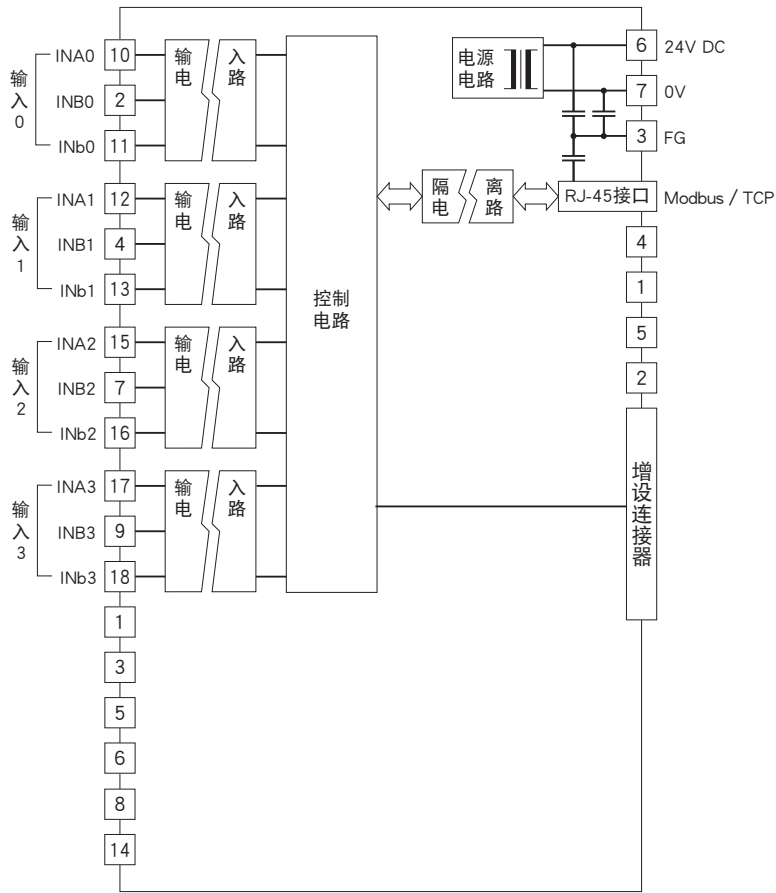 输入0
INA0 10
INB0 2
INb0 11
输电 入路
输入1
INA1 12
INB1 4
INb1 13
输电 入路
输入2
INA2 15
INB2 7
INb2 16
输电 入路
输入3
INA3 17
INB3 9
INb3 18
输电 入路
1
3
5
6
8
14
控制
电路
隔电 离路
电源
电路
6 24V DC
7 0V
3 FG
RJ-45接口 Modbus / TCP
4
1
5
2
增设连接器